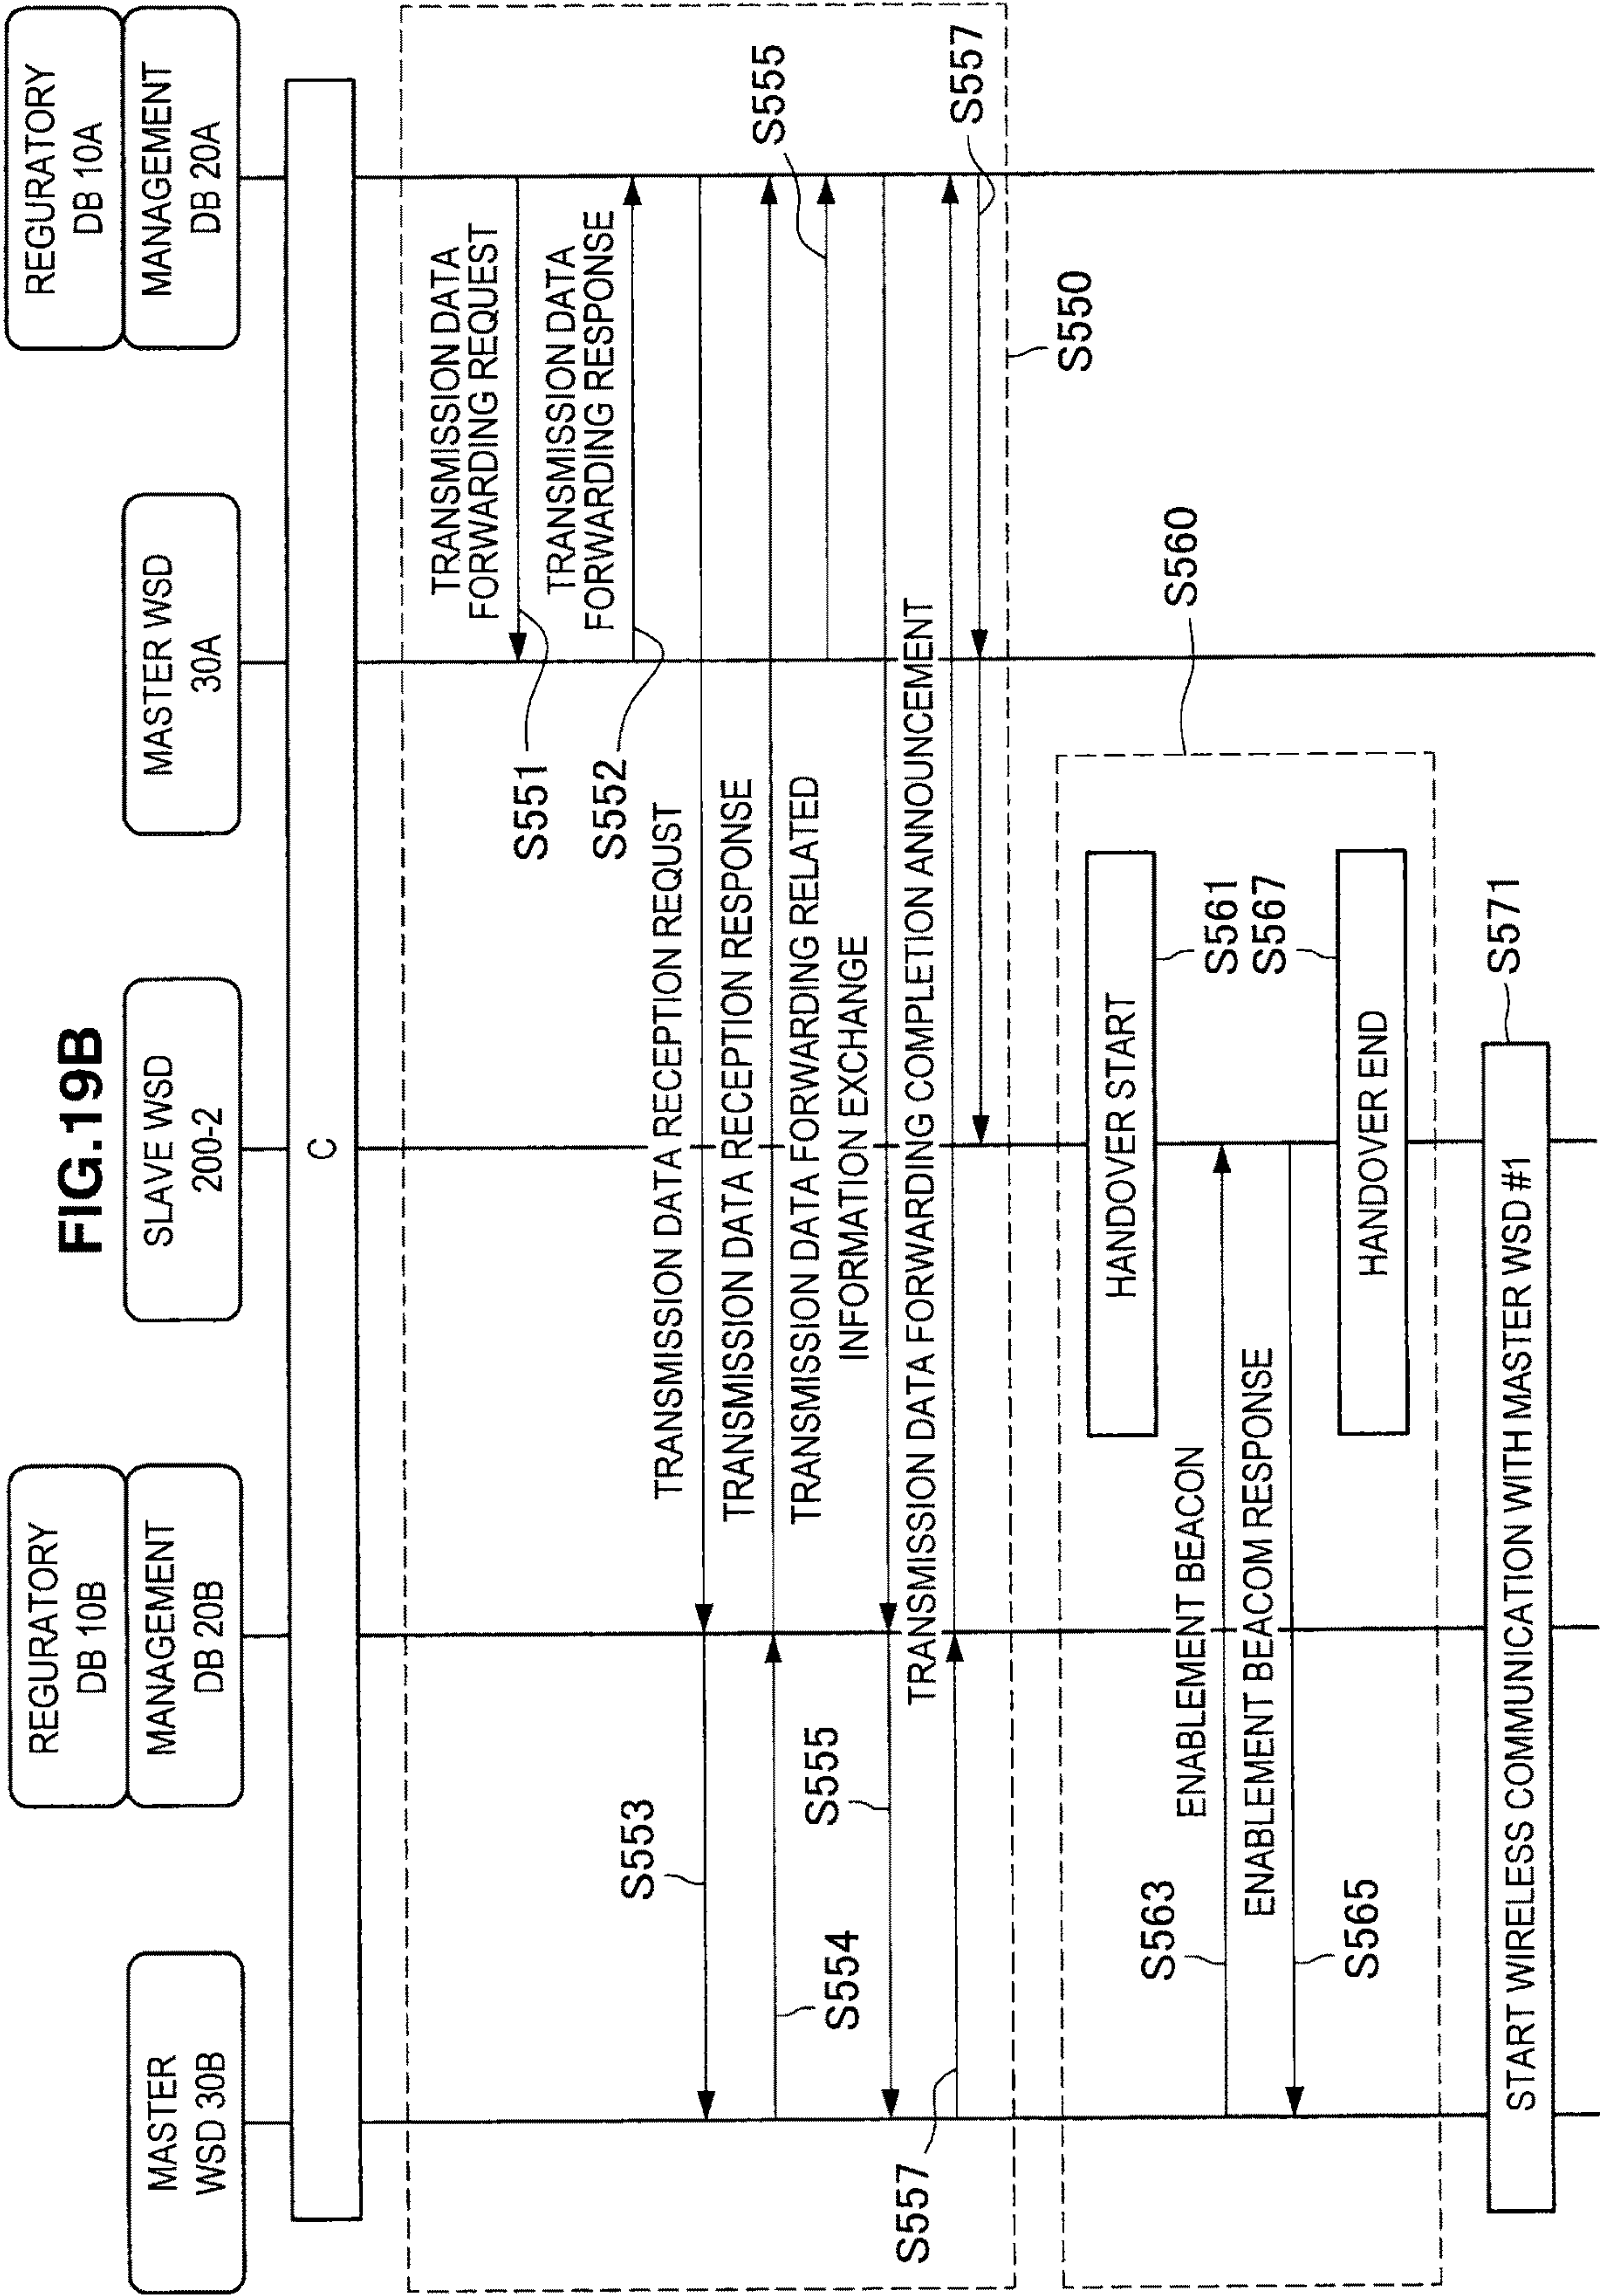 FIG.19B
MASTER
WSD 30B
REGURATORY
DB 10B
MANAGEMENT
DB 20B
SLAVE WSD
200-2
MASTER WSD
30A
REGURATORY
DB 10A
MANAGEMENT
DB 20A
C
TRANSMISSION DATA
FORWARDING REQUEST
S551
TRANSMISSION DATA
FORWARDING RESPONSE
S552
TRANSMISSION DATA RECEPTION REQUST
S553
TRANSMISSION DATA RECEPTION RESPONSE
S554
TRANSMISSION DATA FORWARDING RELATED
INFORMATION EXCHANGE
S555
S555
TRANSMISSION DATA FORWARDING COMPLETION ANNOUNCEMENT
S557
S557
S550
HANDOVER START
S561
S560
ENABLEMENT BEACON
S563
ENABLEMENT BEACOM RESPONSE
S565
S567
HANDOVER END
START WIRELESS COMMUNICATION WITH MASTER WSD #1
S571